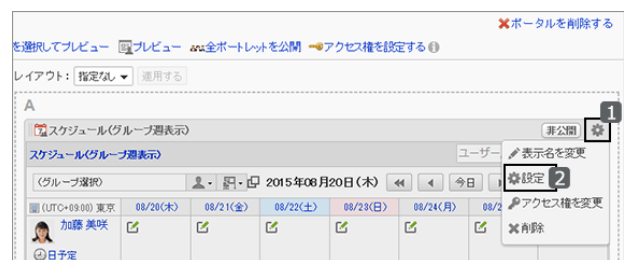 ポータルを削除する
を選択してプレビュー プレビュー 全ポートレットを公開 アクセス権を設定する
レイアウト： 指定なし 適用する
A
1
スケジュール(グループ週表示) 非公開
スケジュール(グループ週表示) ユーザー
表示名を変更
(グループ選択) 2015年08月20日(木) 今日
設定 2
(UTC+09:00) 東京 08/20(木) 08/21(金) 08/22(土) 08/23(日) 08/24(月) 08/2
アクセス権を変更
加藤 美咲
削除
日予定